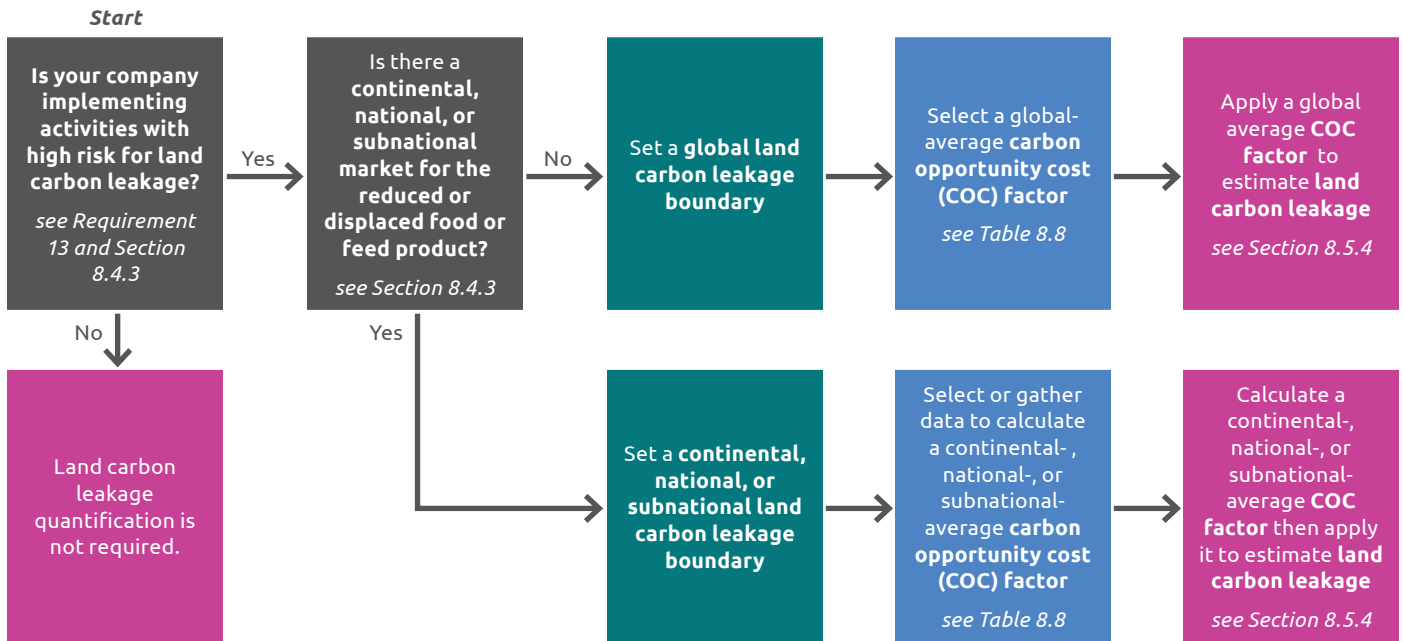 Start
Is your company
implementing
activities with
high risk for land
carbon leakage?
see Requirement
13 and Section
8.4.3
Yes
Is there a
continental,
national, or
subnational
market for the
reduced or
displaced food or
feed product?
see Section 8.4.3
No
Set a global land
carbon leakage
boundary
Select a global-
average carbon
opportunity cost
(COC) factor
see Table 8.8
Apply a global
average COC
factor to
estimate land
carbon leakage
see Section 8.5.4
No
Yes
Land carbon
leakage
quantification is
not required.
Set a continental,
national, or
subnational land
carbon leakage
boundary
Select or gather
data to calculate
a continental- ,
national-, or
subnational-
average carbon
opportunity cost
(COC) factor
see Table 8.8
Calculate a
continental-,
national-, or
subnational-
average COC
factor then apply
it to estimate land
carbon leakage
see Section 8.5.4